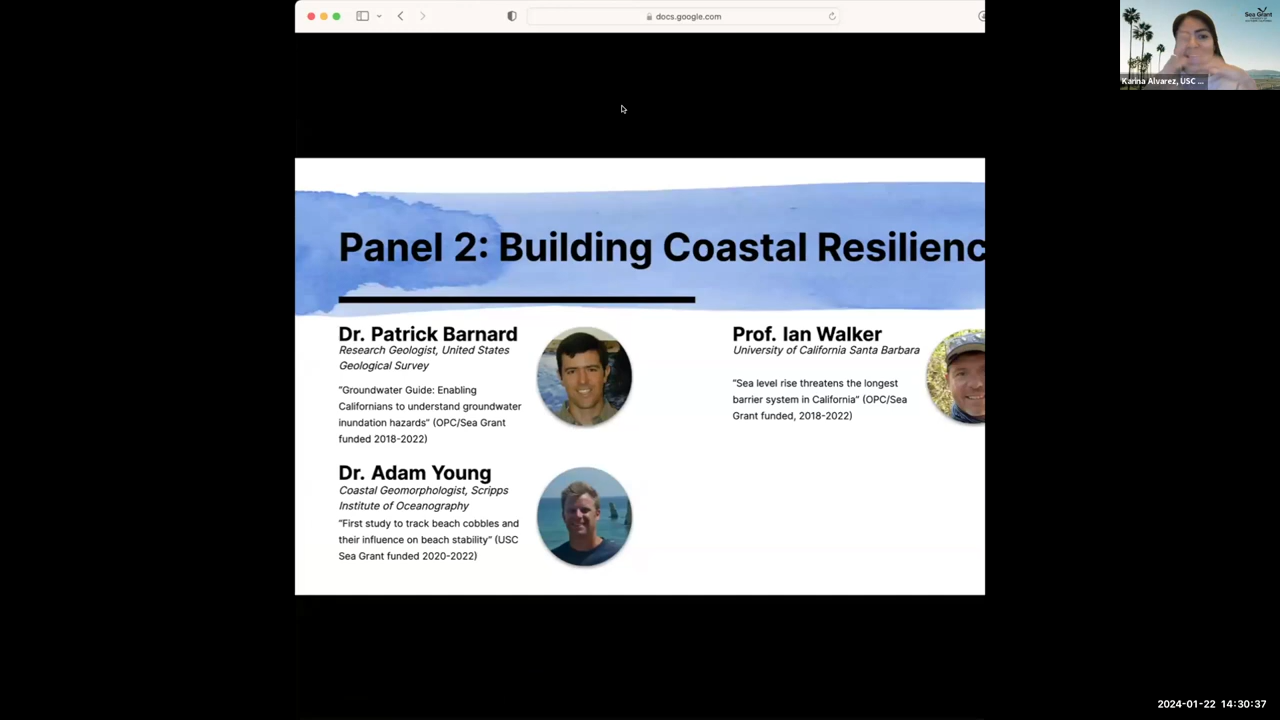 docs.google.com
Sea Grant
Karina Alvarez, USC ...
Panel 2: Building Coastal Resilienc
Dr. Patrick Barnard
Research Geologist, United States
Geological Survey
"Groundwater Guide: Enabling
Californians to understand groundwater
inundation hazards" (OPC/Sea Grant
funded 2018-2022)
Prof. Ian Walker
University of California Santa Barbara
"Sea level rise threatens the longest
barrier system in California" (OPC/Sea
Grant funded, 2018-2022)
Dr. Adam Young
Coastal Geomorphologist, Scripps
Institute of Oceanography
"First study to track beach cobbles and
their influence on beach stability" (USC
Sea Grant funded 2020-2022)
2024-01-22 14:30:37